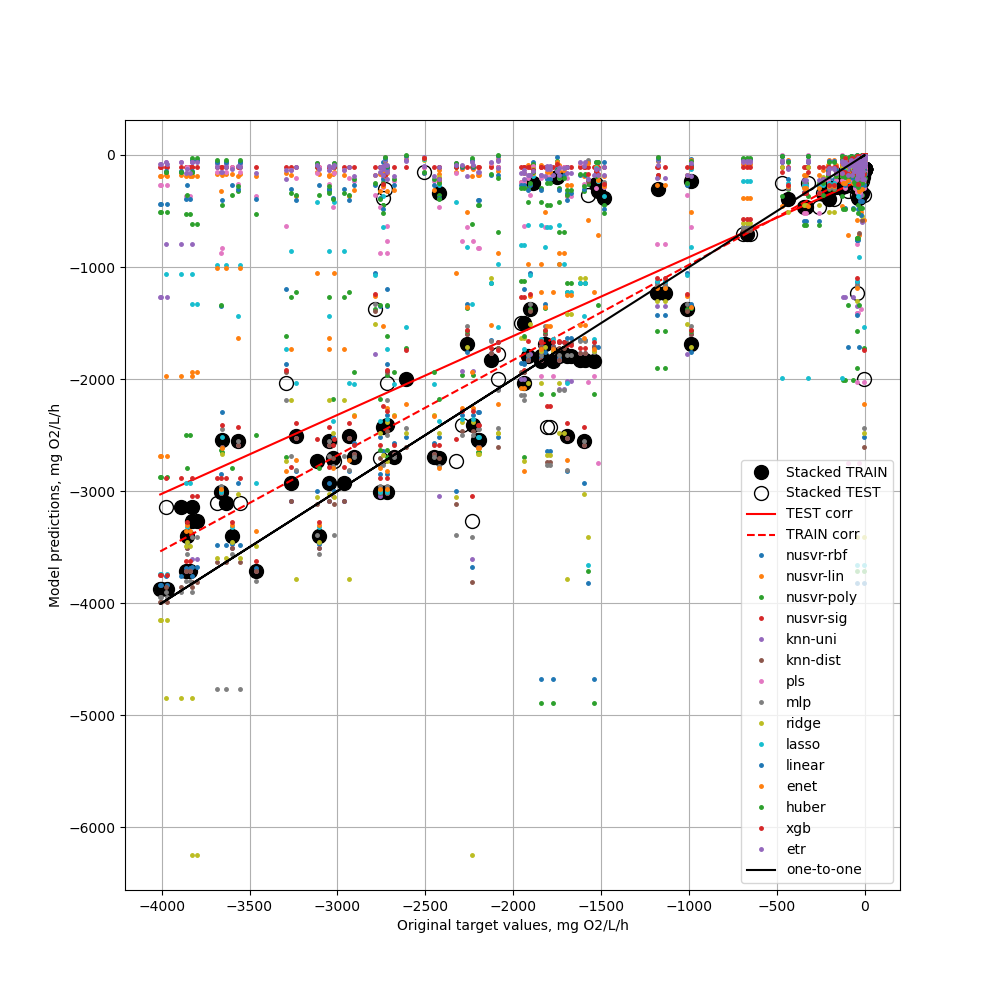 0
−1000
−2000
−3000
−4000
−5000
−6000
Model predictions, mg O2/L/h
−4000 −3500 −3000 −2500 −2000 −1500 −1000 −500 0
Original target values, mg O2/L/h
Stacked TRAIN
Stacked TEST
TEST corr
TRAIN corr
nusvr-rbf
nusvr-lin
nusvr-poly
nusvr-sig
knn-uni
knn-dist
pls
mlp
ridge
lasso
linear
enet
huber
xgb
etr
one-to-one